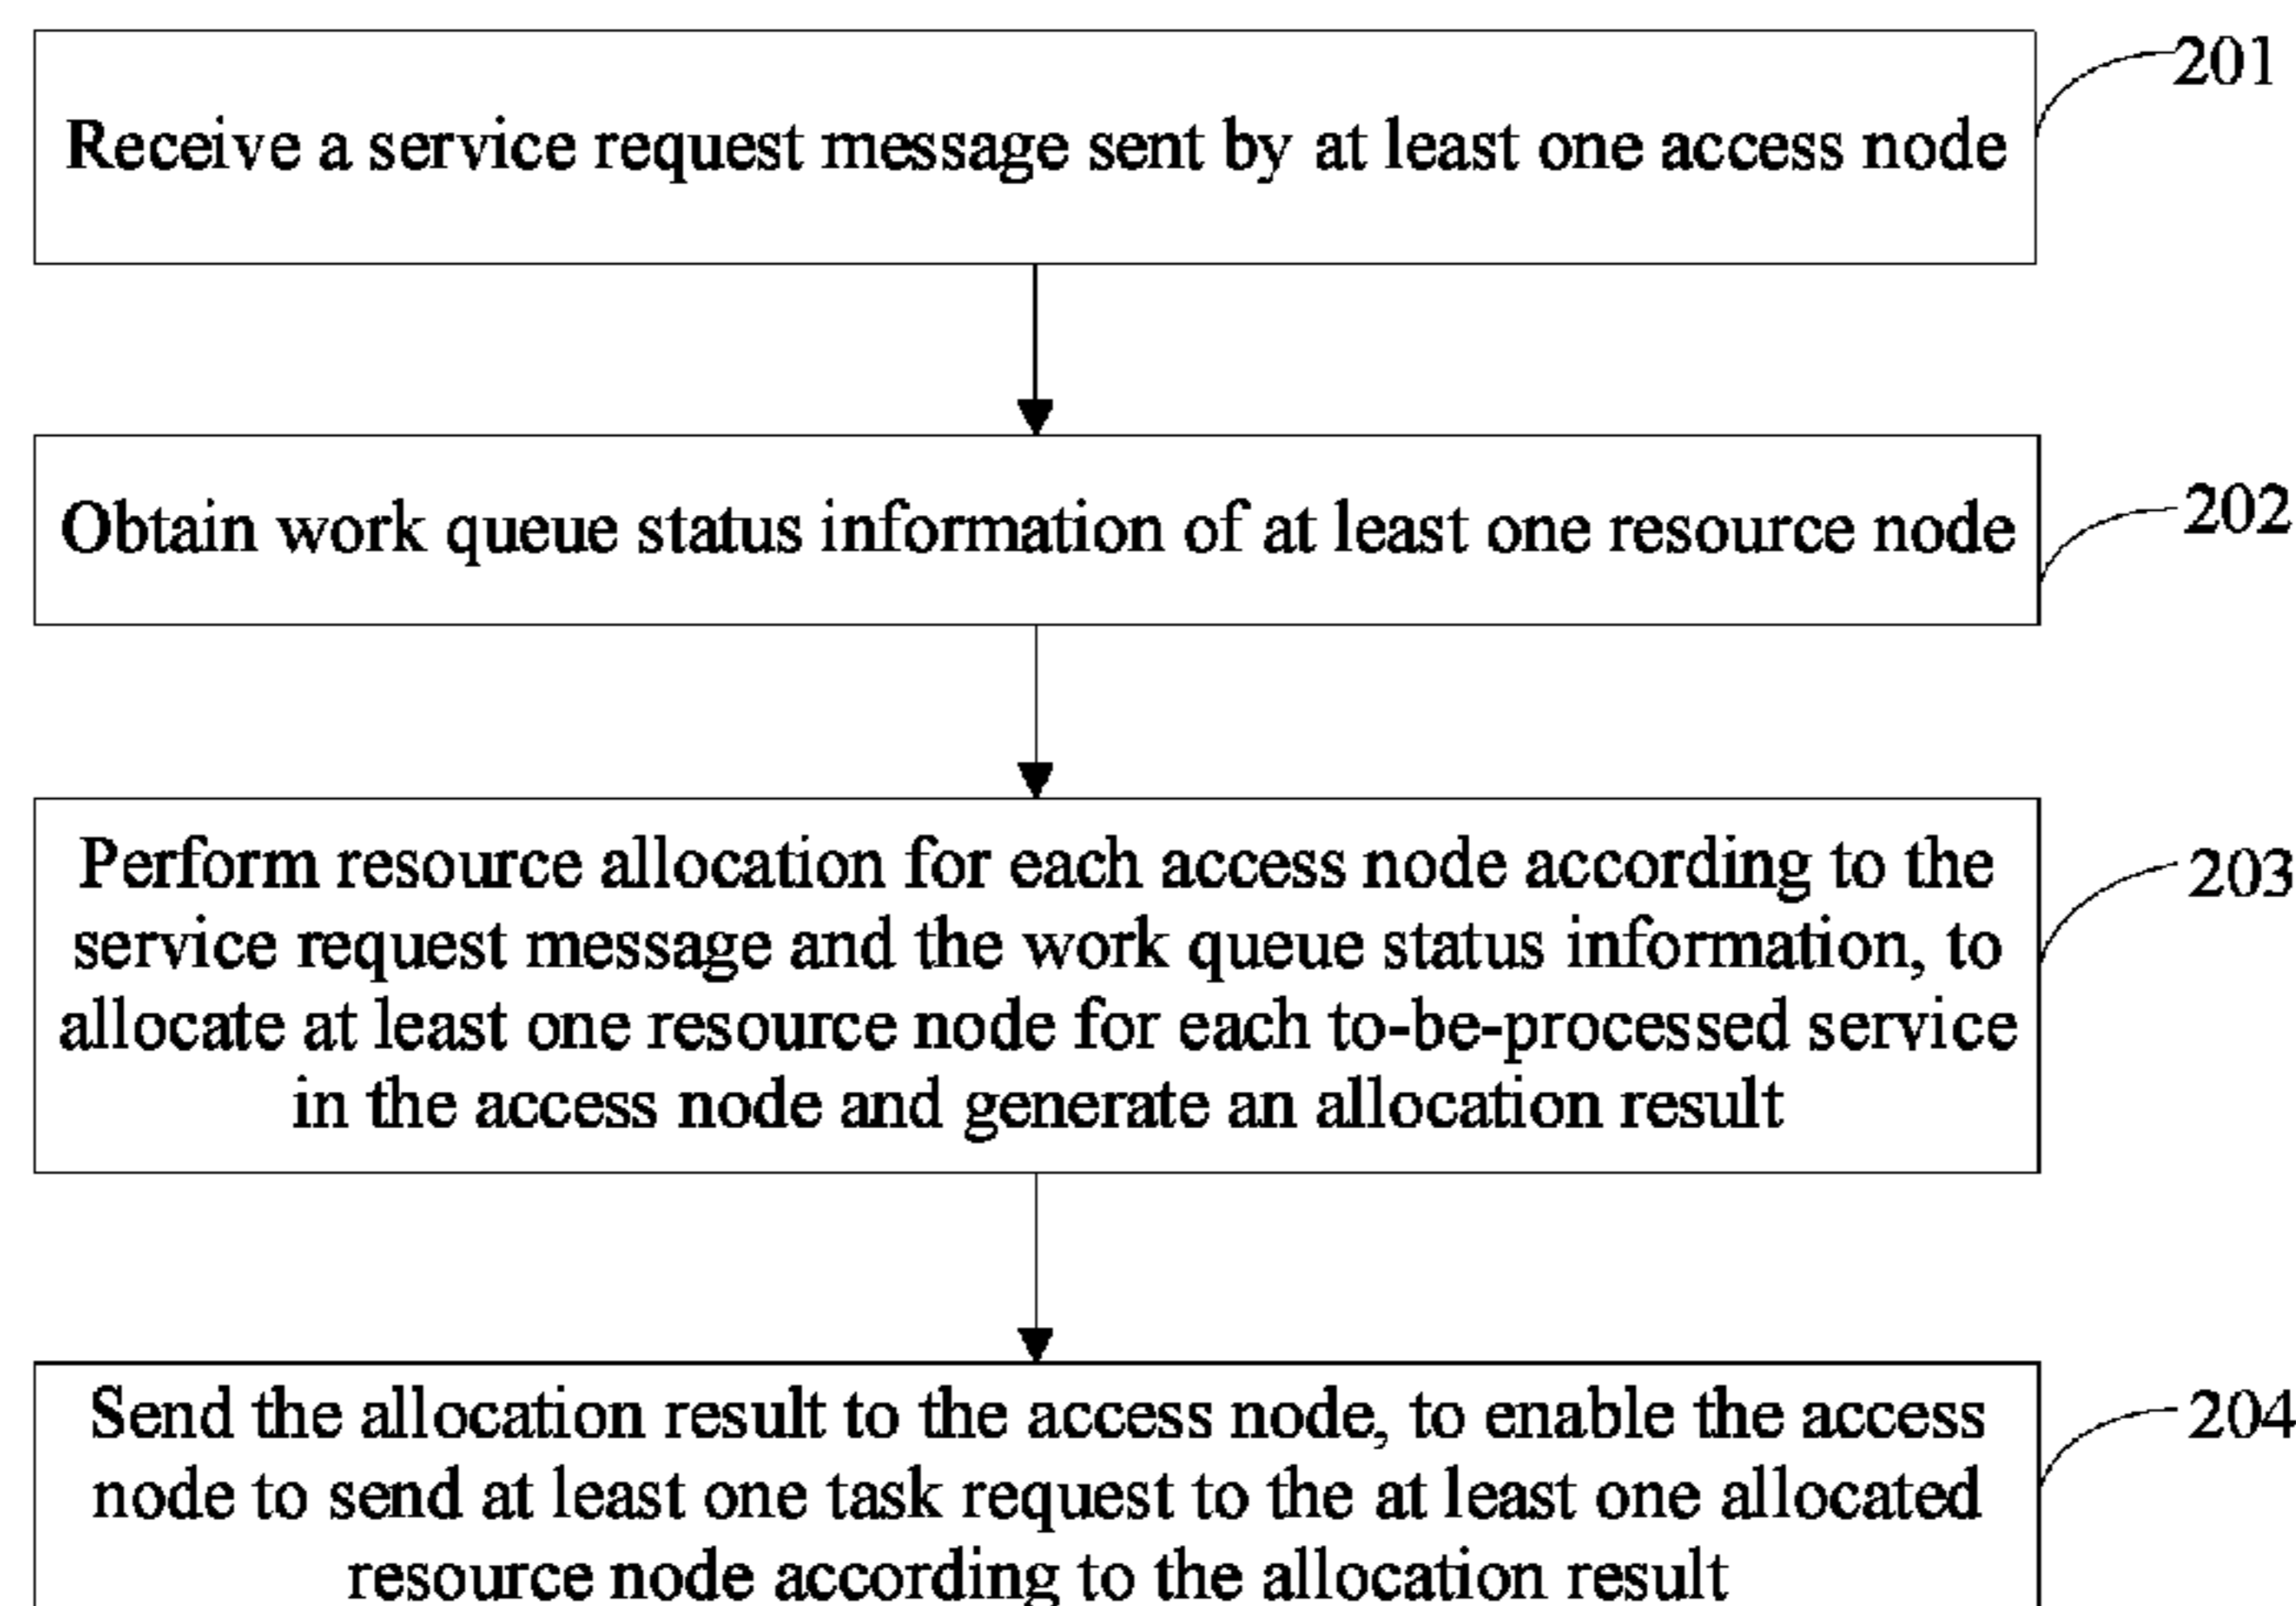 Receive a service request message sent by at least one access node
201
Obtain work queue status information of at least one resource node
202
Perform resource allocation for each access node according to the
service request message and the work queue status information, to
allocate at least one resource node for each to-be-processed service
in the access node and generate an allocation result
203
Send the allocation result to the access node, to enable the access
node to send at least one task request to the at least one allocated
resource node according to the allocation result
204